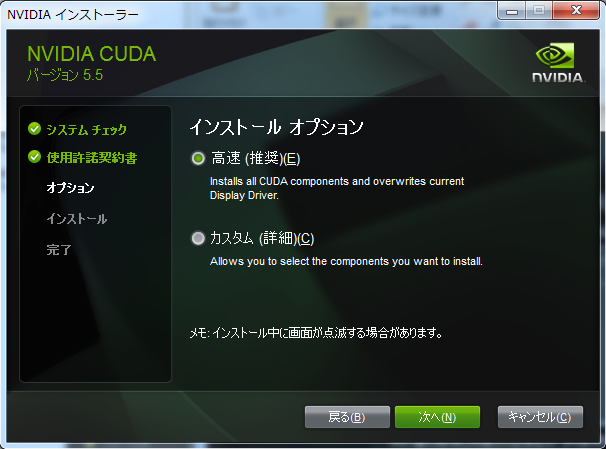 NVIDIA インストーラー
NVIDIA CUDA
バージョン 5.5
NVIDIA.
システム チェック
使用許諾契約書
オプション
インストール
完了
インストール オプション
高速 (推奨)(E)
Installs all CUDA components and overwrites current
Display Driver.
カスタム (詳細)(C)
Allows you to select the components you want to install.
メモ: インストール中に画面が点滅する場合があります。
戻る(B)
次へ(N)
キャンセル(C)